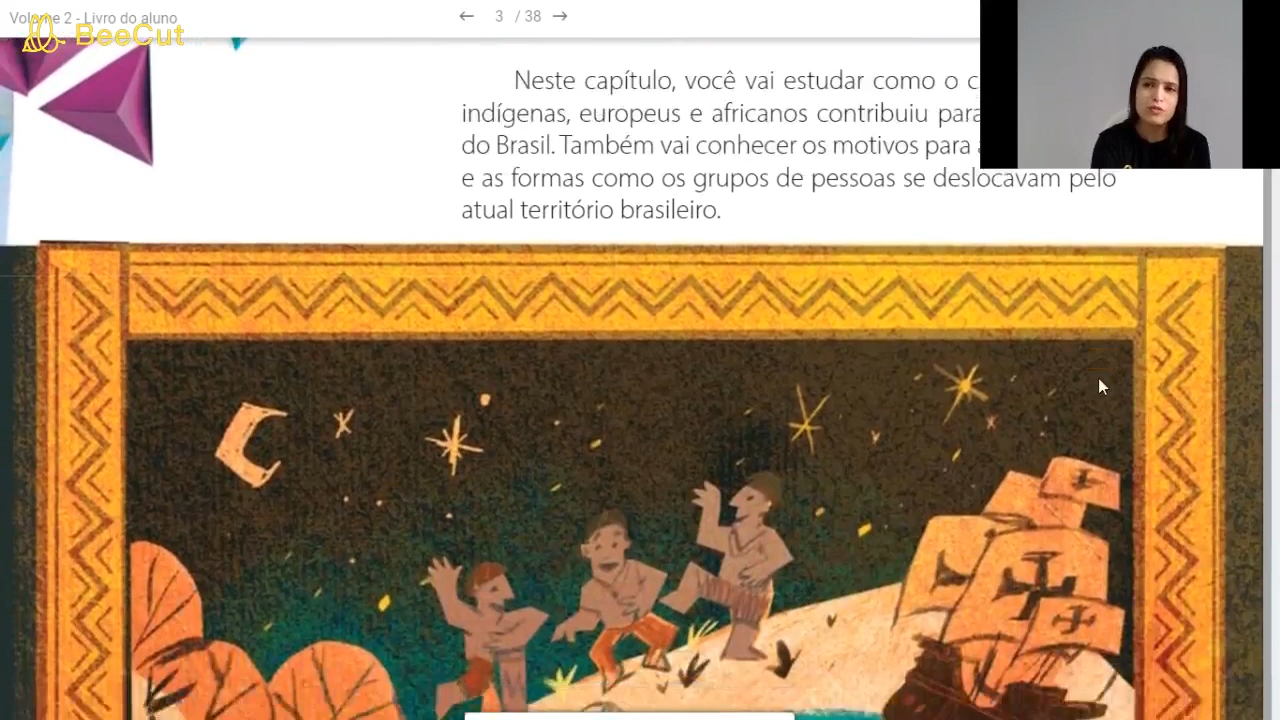 Volume 2 - Livro do aluno
BeeCut
← 3 / 38 →
Neste capítulo, você vai estudar como o
indígenas, europeus e africanos contribuiu para
do Brasil. Também vai conhecer os motivos para
e as formas como os grupos de pessoas se deslocavam pelo
atual território brasileiro.